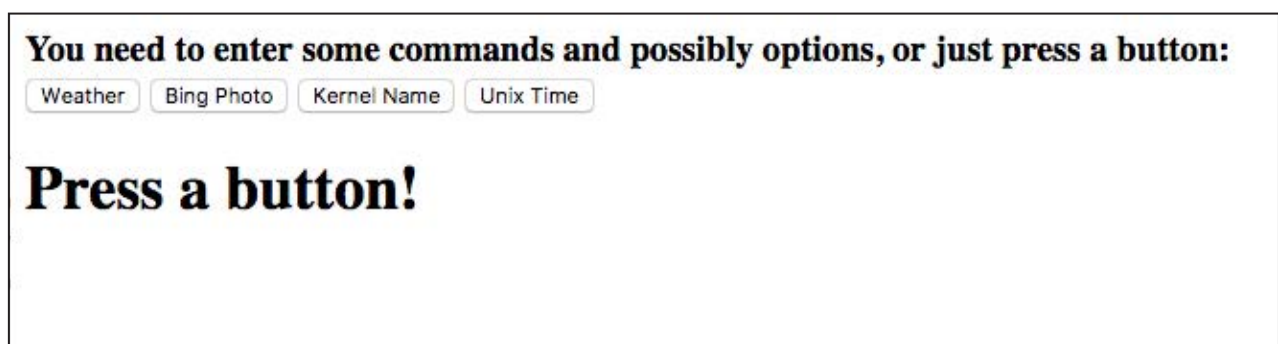 You need to enter some commands and possibly options, or just press a button:
Weather Bing Photo Kernel Name Unix Time
Press a button!